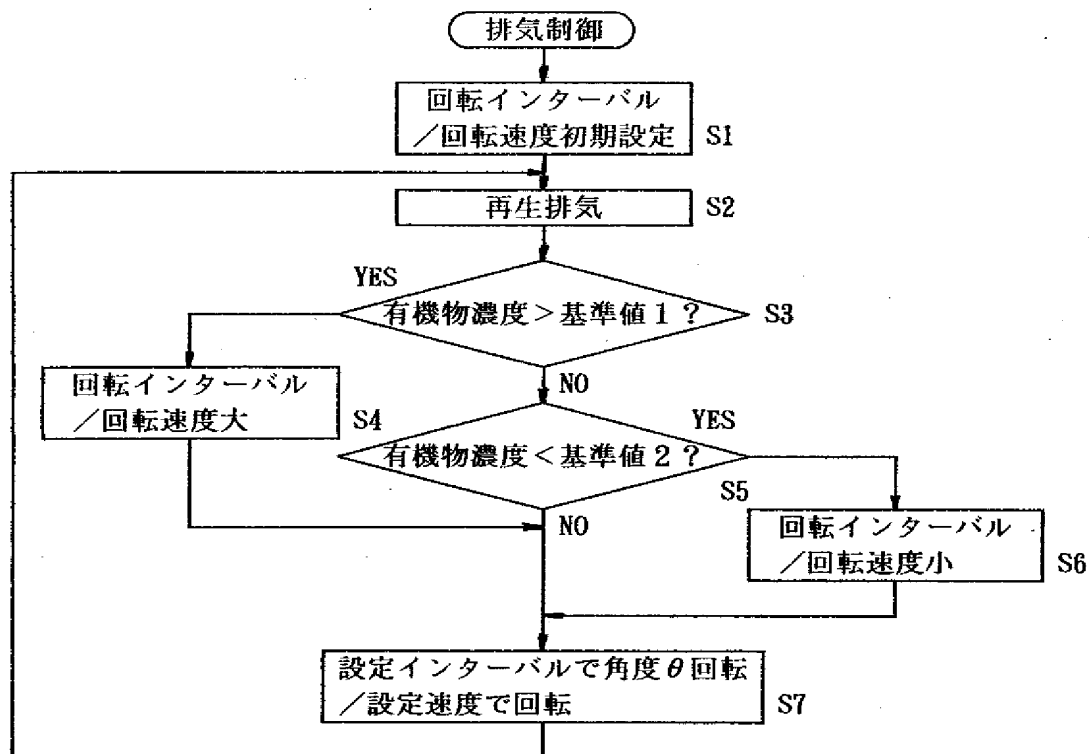 排気制御
回転インターバル
／回転速度初期設定
S1
再生排気
S2
YES
有機物濃度＞基準値１？
S3
NO
回転インターバル
／回転速度大
S4
YES
有機物濃度＜基準値２？
S5
NO
回転インターバル
／回転速度小
S6
設定インターバルで角度θ回転
／設定速度で回転
S7